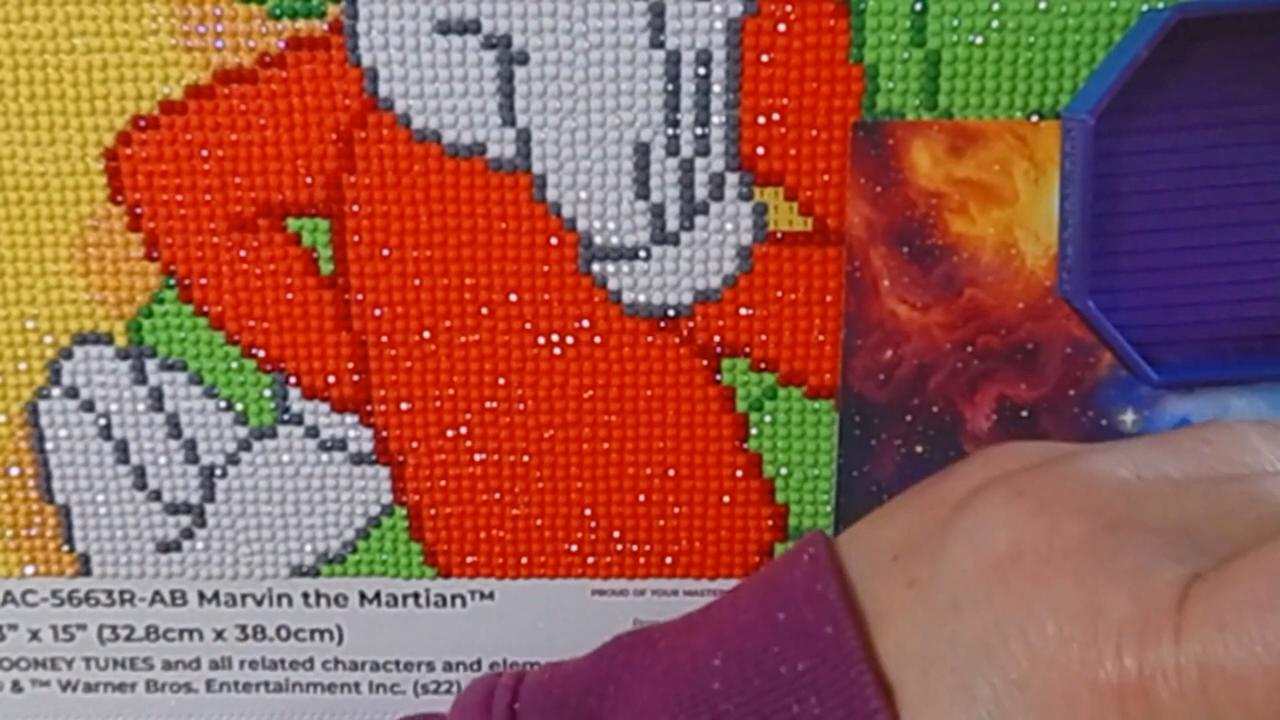 AC-5663R-AB Marvin the Martian™
x 15" (32.8cm x 38.0cm)
OONEY TUNES and all related characters and elem
& ™ Warner Bros. Entertainment Inc. (s22)
PROUD OF YOUR MASTE